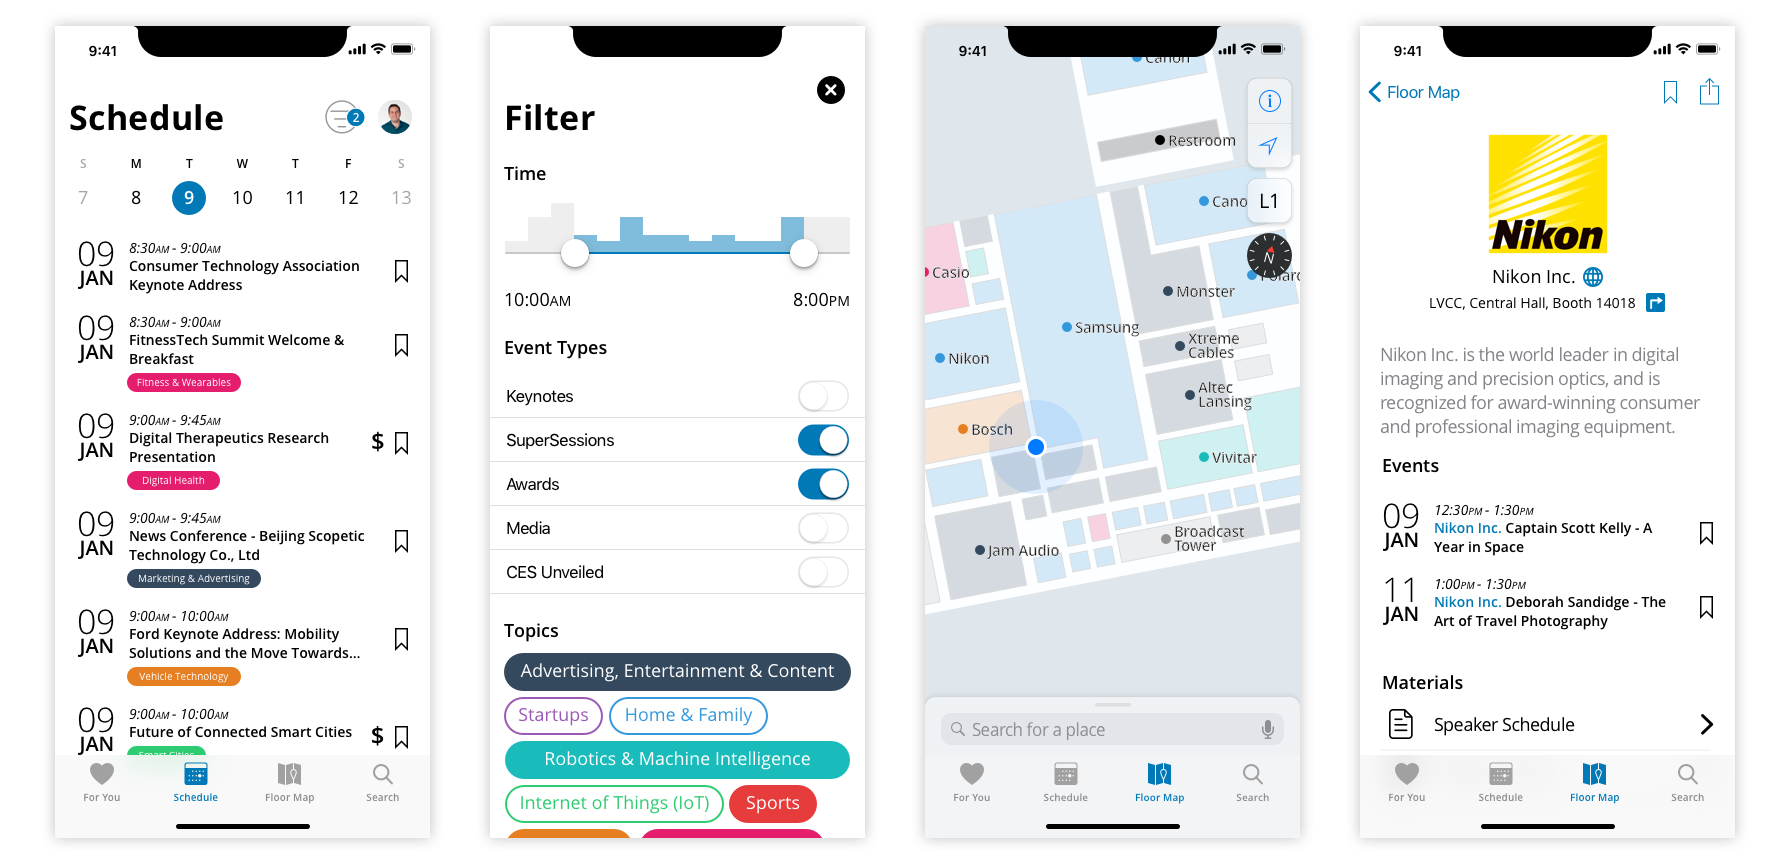 9:41
Schedule
2
S M T W T F S
7 8 9 10 11 12 13
09
JAN
8:30AM - 9:00AM
Consumer Technology Association
Keynote Address
09
JAN
8:30AM - 9:00AM
FitnessTech Summit Welcome &
Breakfast
Fitness & Wearables
09
JAN
9:00AM - 9:45AM
Digital Therapeutics Research
Presentation
$
Digital Health
09
JAN
9:00AM - 9:45AM
News Conference - Beijing Scopetic
Technology Co., Ltd
Marketing & Advertising
09
JAN
9:00AM - 10:00AM
Ford Keynote Address: Mobility
Solutions and the Move Towards...
Vehicle Technology
09
JAN
9:00AM - 10:00AM
Future of Connected Smart Cities
$
Smart Cities
For You
Schedule
Floor Map
Search
Filter
Time
10:00AM
8:00PM
Event Types
Keynotes
SuperSessions
Awards
Media
CES Unveiled
Topics
Advertising, Entertainment & Content
Startups
Home & Family
Robotics & Machine Intelligence
Internet of Things (IoT)
Sports
9:41
Canon
Restroom
L1
N
Casio
Monster
Samsung
Xtreme
Cables
Nikon
Altec
Lansing
Bosch
Vivitar
Broadcast
Tower
Jam Audio
Search for a place
For You
Schedule
Floor Map
Search
9:41
Floor Map
Nikon
Nikon Inc.
LVCC, Central Hall, Booth 14018
Nikon Inc. is the world leader in digital
imaging and precision optics, and is
recognized for award-winning consumer
and professional imaging equipment.
Events
09
JAN
12:30PM - 1:30PM
Nikon Inc. Captain Scott Kelly - A
Year in Space
11
JAN
1:00PM - 1:30PM
Nikon Inc. Deborah Sandidge - The
Art of Travel Photography
Materials
Speaker Schedule
For You
Schedule
Floor Map
Search